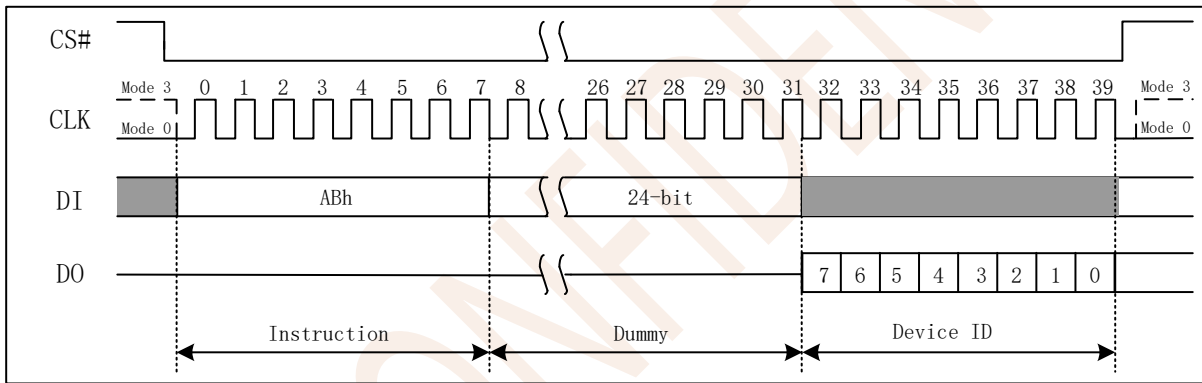 CS#
Mode 3 0 1 2 3 4 5 6 7 8 26 27 28 29 30 31 32 33 34 35 36 37 38 39 Mode 3
CLK
Mode 0 Mode 0
DI ABh 24-bit
DO 7 6 5 4 3 2 1 0
Instruction Dummy Device ID